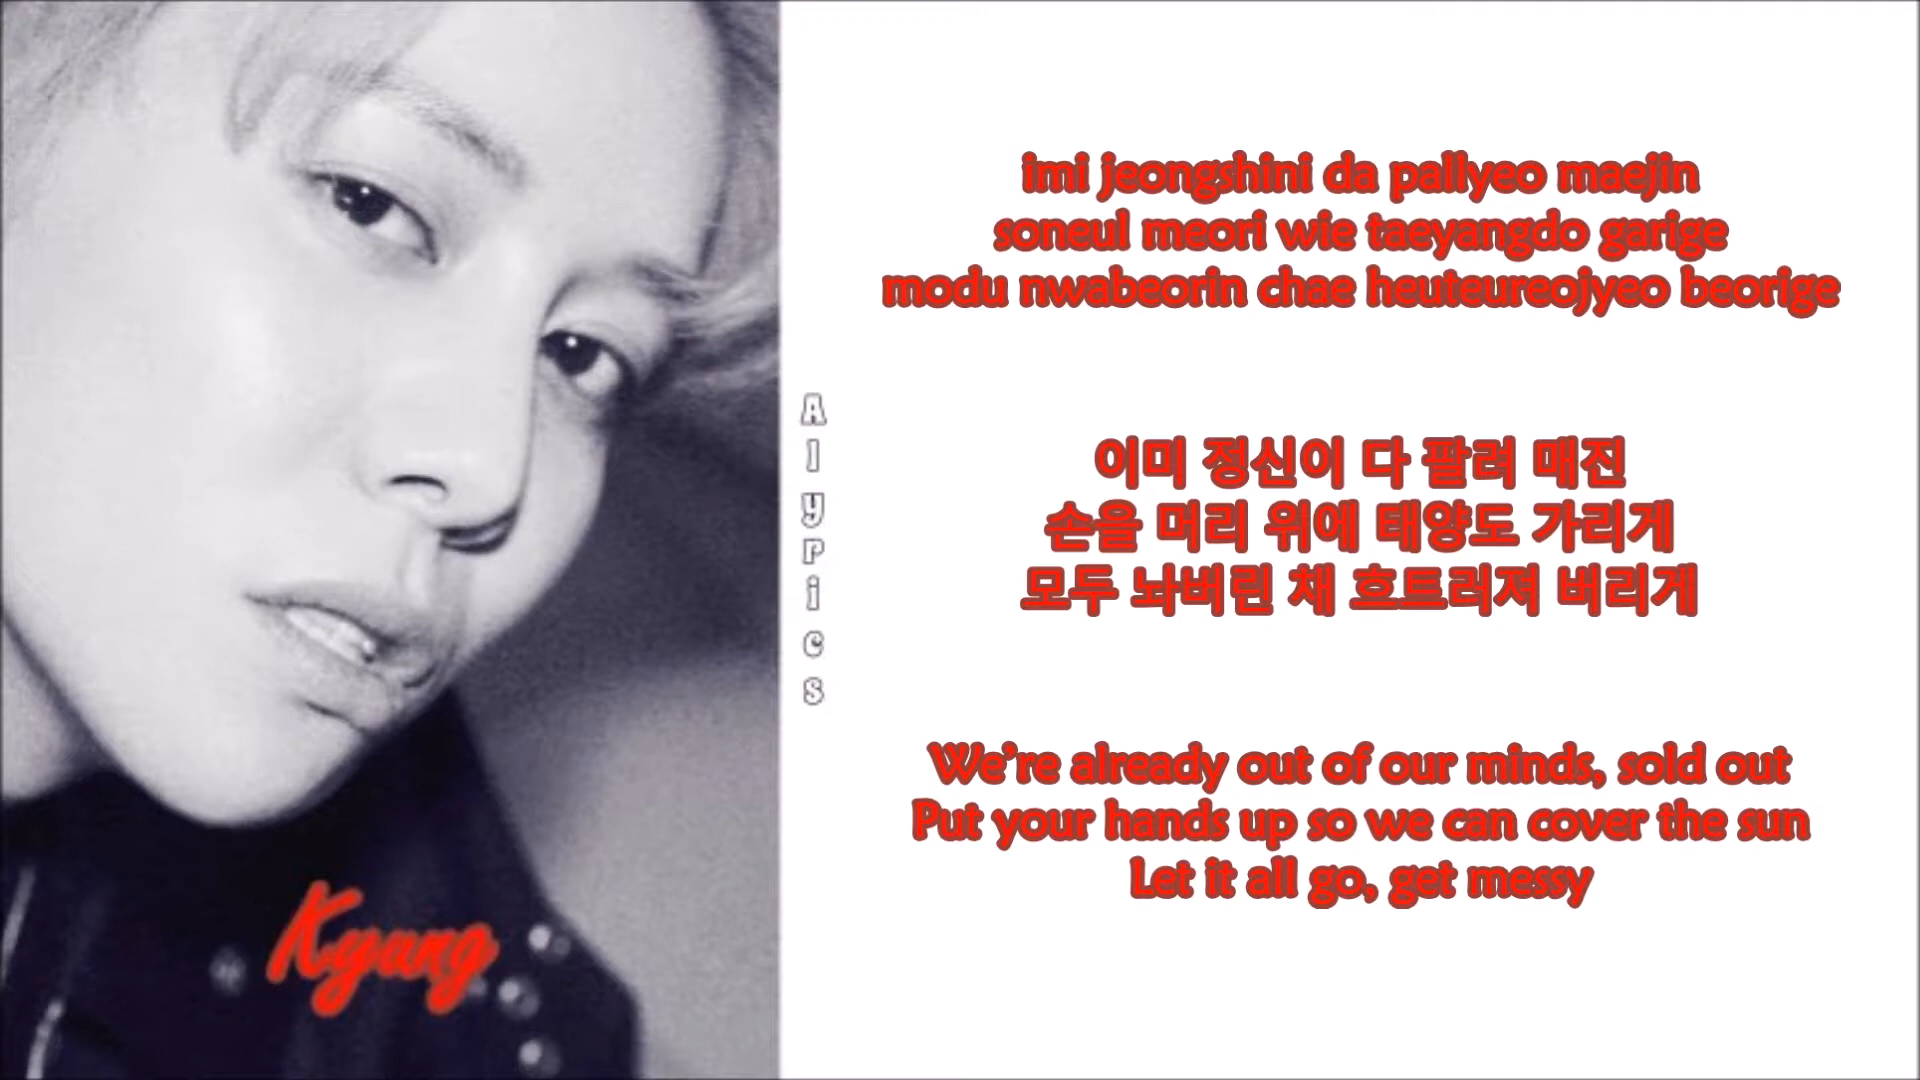 imi jeongshini da pallyeo maejin
soneul meori wie taeyangdo garige
modu nwabeorin chae heuteureojyeo beorige
이미 정신이 다 팔려 매진
손을 머리 위에 태양도 가리게
모두 놔버린 채 흐트러져 버리게
We're already out of our minds, sold out
Put your hands up so we can cover the sun
Let it all go, get messy
Alyrics
Kyung